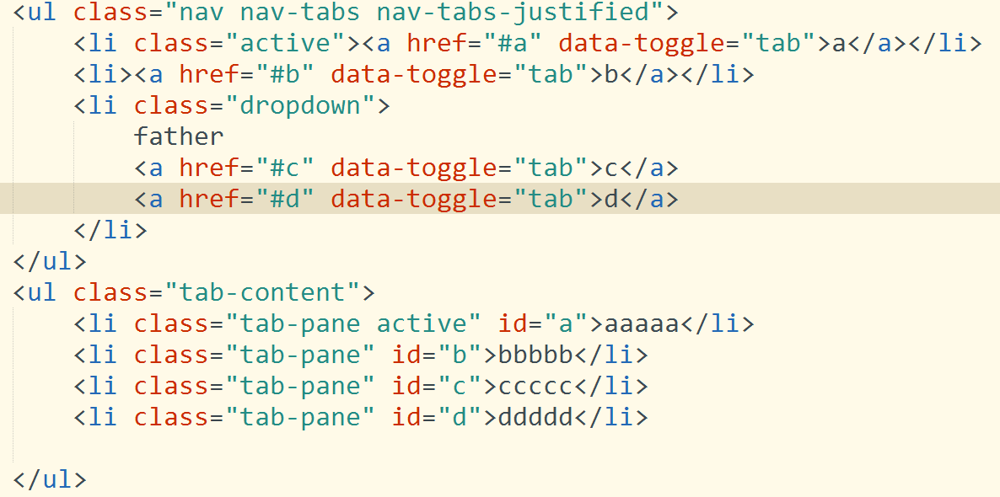 <ul class="nav nav-tabs nav-tabs-justified">
    <li class="active"><a href="#a" data-toggle="tab">a</a></li>
    <li><a href="#b" data-toggle="tab">b</a></li>
    <li class="dropdown">
        father
        <a href="#c" data-toggle="tab">c</a>
        <a href="#d" data-toggle="tab">d</a>
    </li>
</ul>
<ul class="tab-content">
    <li class="tab-pane active" id="a">aaaaa</li>
    <li class="tab-pane" id="b">bbbbb</li>
    <li class="tab-pane" id="c">ccccc</li>
    <li class="tab-pane" id="d">ddddd</li>
</ul>